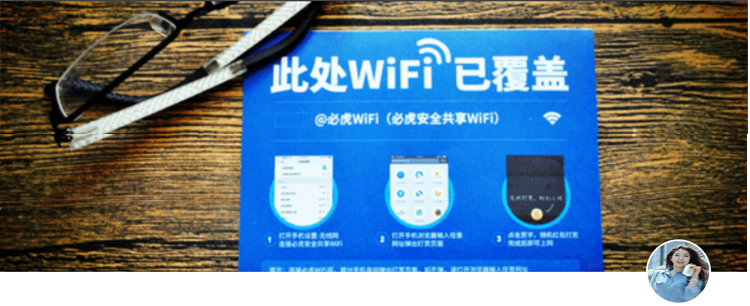 此处WiFi 已覆盖
@必虎WiFi（必虎安全共享WiFi）
1 打开手机设置-无线网
连接必虎安全共享WiFi
2 打开手机浏览器输入任意
网址弹出打赏页面
3 点击赏字，随机红包打赏
完成后即可上网